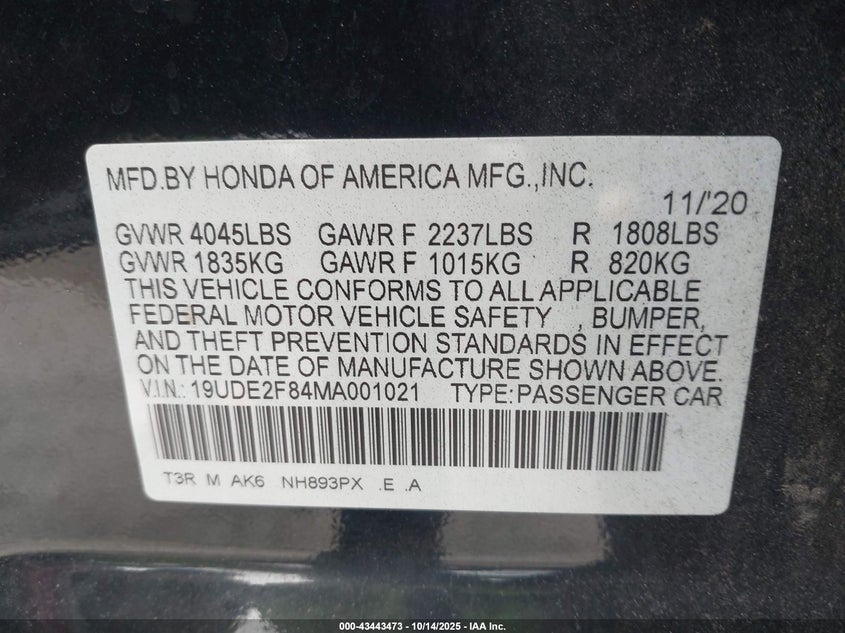 MFD.BY HONDA OF AMERICA MFG.,INC.
11/'20
GVWR 4045LBS GAWR F 2237LBS R 1808LBS
GVWR 1835KG GAWR F 1015KG R 820KG
THIS VEHICLE CONFORMS TO ALL APPLICABLE
FEDERAL MOTOR VEHICLE SAFETY , BUMPER,
AND THEFT PREVENTION STANDARDS IN EFFECT
ON THE DATE OF MANUFACTURE SHOWN ABOVE.
V.I.N.: 19UDE2F84MA001021 TYPE:PASSENGER CAR
T3R M AK6 NH893PX .E .A
000-43443473 | 10/14/2025 - IAA Inc.